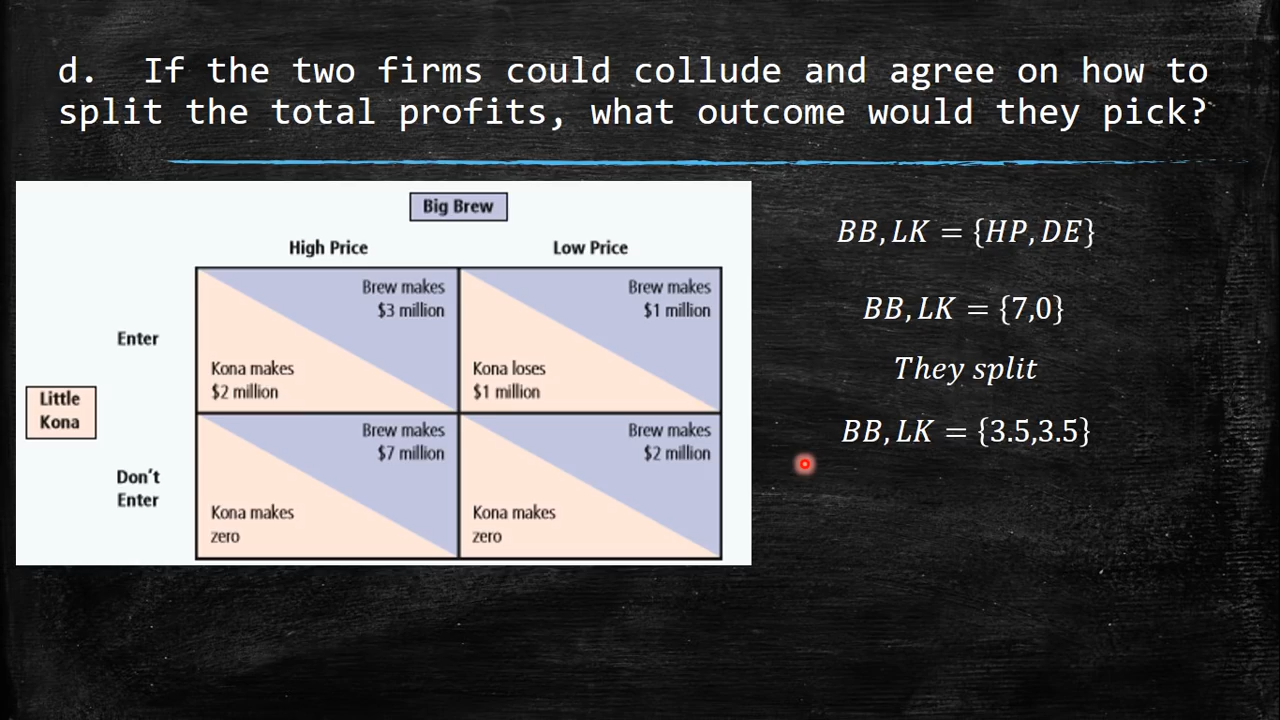 d. If the two firms could collude and agree on how to
split the total profits, what outcome would they pick?
Big Brew
High Price Low Price
Enter
Brew makes
$3 million
Kona makes
$2 million
Brew makes
$1 million
Kona loses
$1 million
Little
Kona
Don't
Enter
Brew makes
$7 million
Kona makes
zero
Brew makes
$2 million
Kona makes
zero
BB, LK = {HP, DE}
BB, LK = {7,0}
They split
BB, LK = {3.5,3.5}